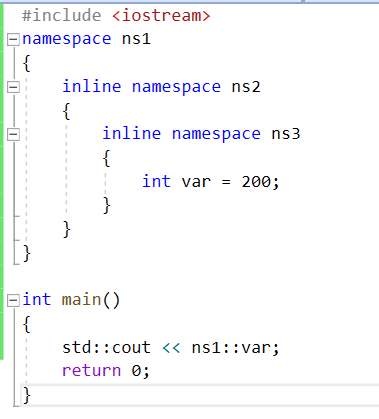 #include <iostream>
namespace ns1
{
    inline namespace ns2
    {
        inline namespace ns3
        {
            int var = 200;
        }
    }
}

int main()
{
    std::cout << ns1::var;
    return 0;
}